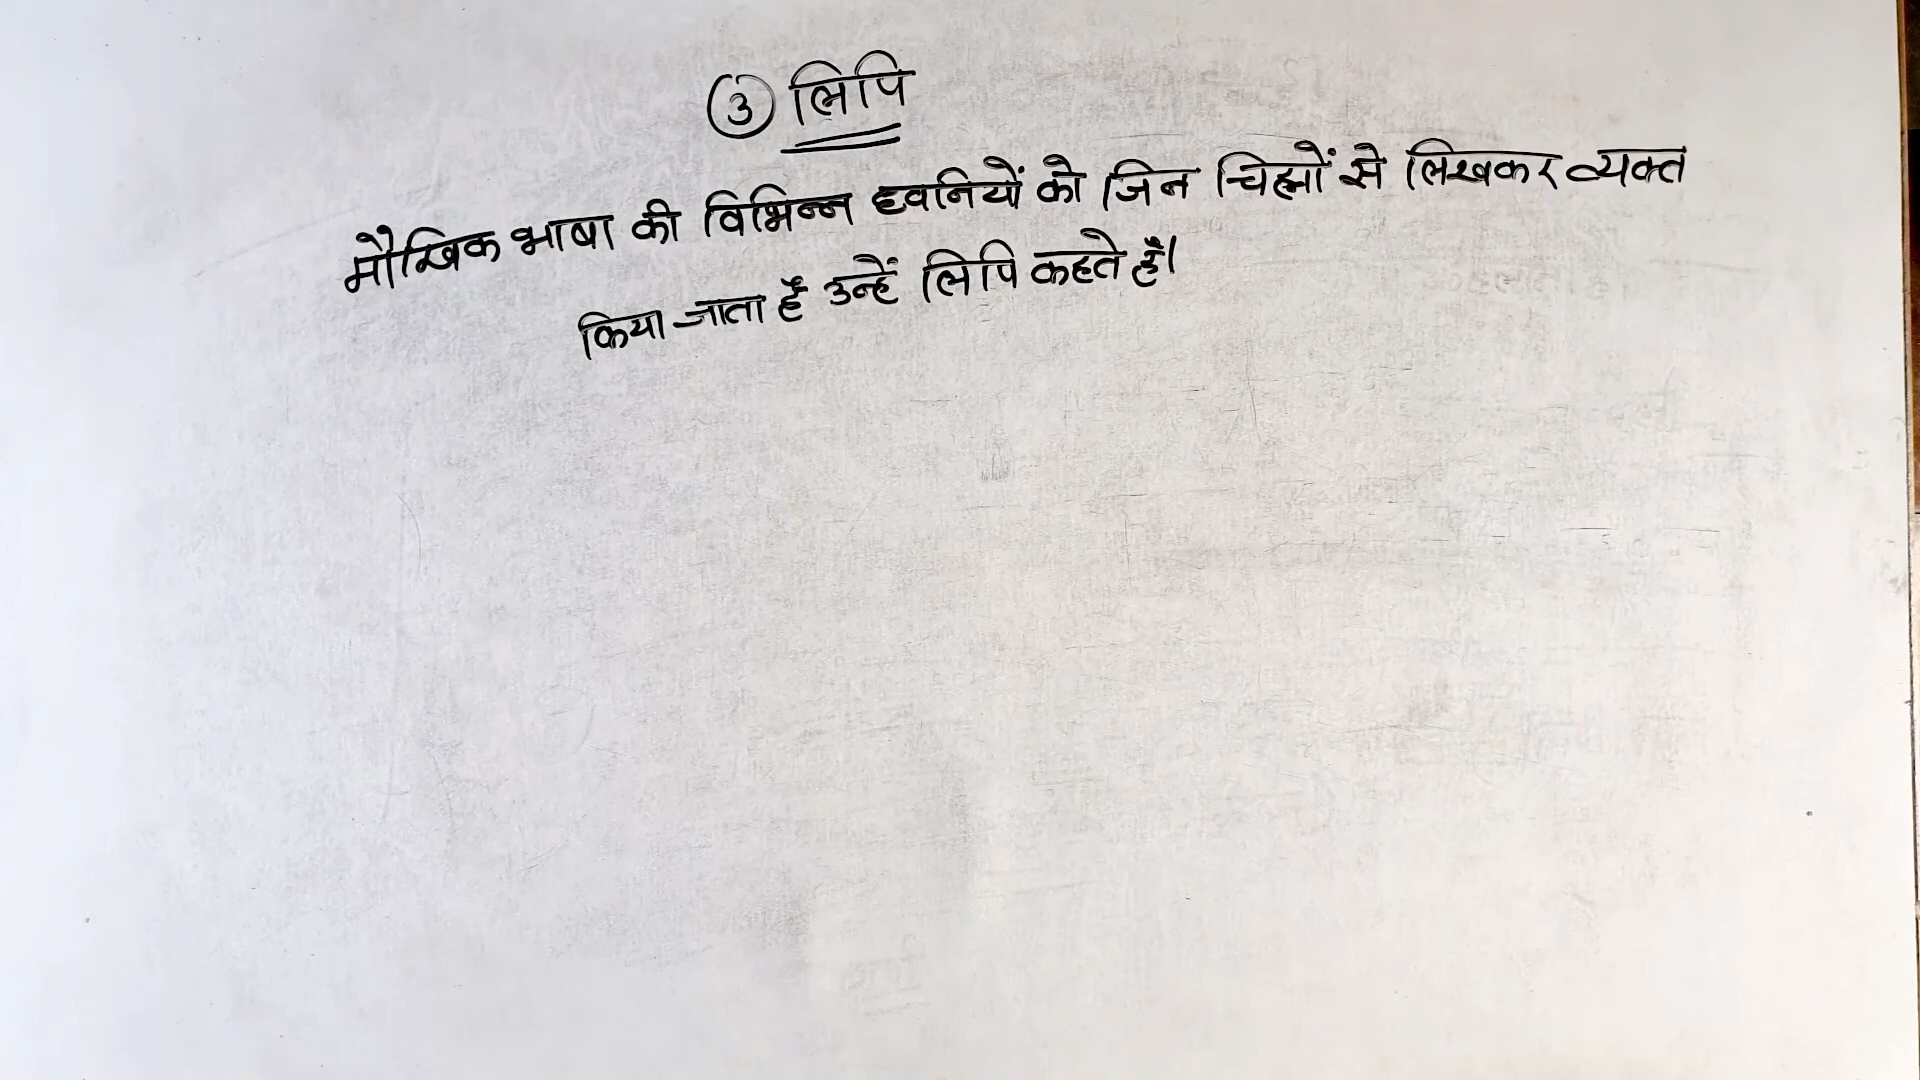 ③ लिपि
मौखिक भाषा की विभिन्न ध्वनियों को जिन चिह्नों से लिखकर व्यक्त
किया जाता है उन्हें लिपि कहते हैं।